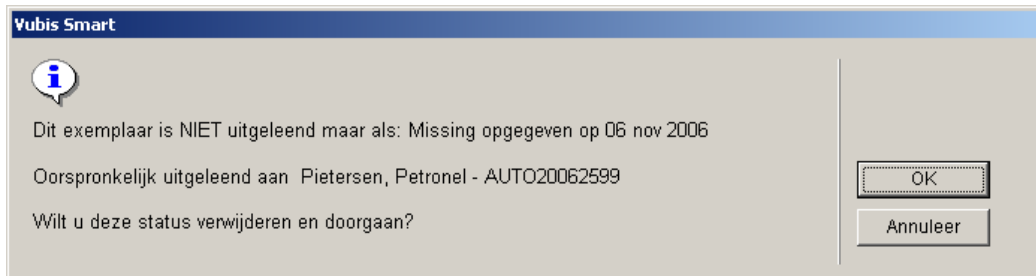 Vubis Smart
Dit exemplaar is NIET uitgeleend maar als: Missing opgegeven op 06 nov 2006
Oorspronkelijk uitgeleend aan Pietersen, Petronel - AUTO20062599
Wilt u deze status verwijderen en doorgaan?
OK
Annuleer